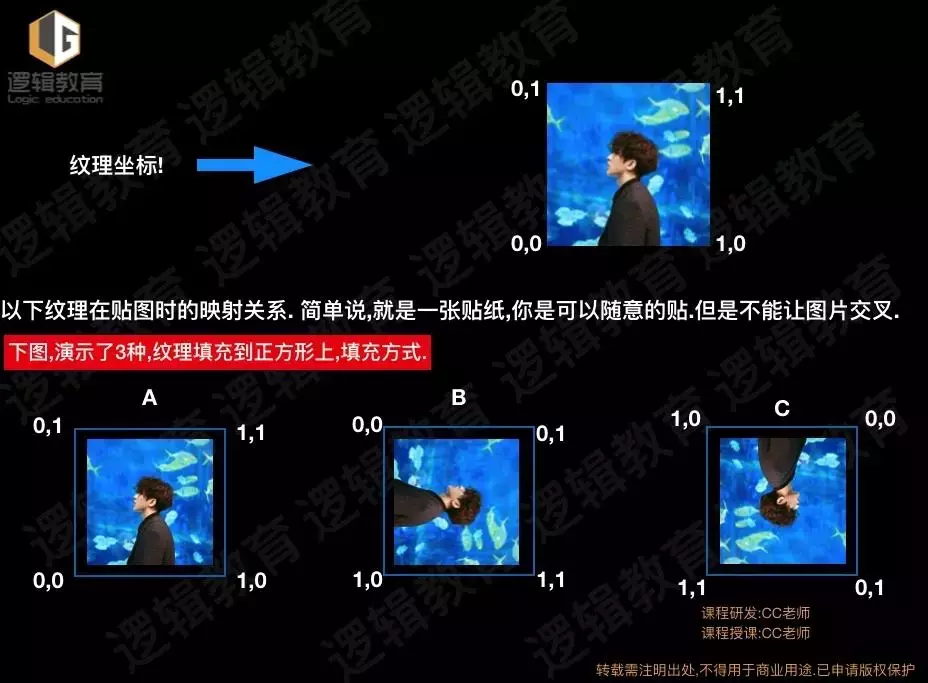 逻辑教育
Logic education
0,1
1,1
纹理坐标!
0,0
1,0
以下纹理在贴图时的映射关系. 简单说,就是一张贴纸,你是可以随意的贴.但是不能让图片交叉.
下图,演示了3种,纹理填充到正方形上,填充方式.
A
B
C
0,1
1,1
0,0
0,1
1,0
0,0
0,0
1,0
1,0
1,1
1,1
0,1
课程研发:CC老师
课程授课:CC老师
转载需注明出处,不得用于商业用途.已申请版权保护